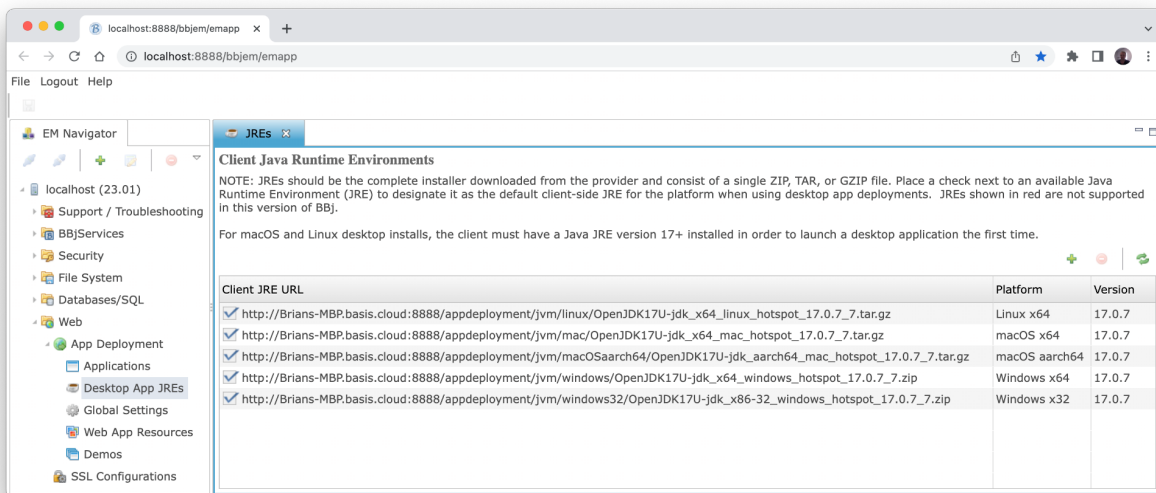 localhost:8888/bbjem/emapp
localhost:8888/bbjem/emapp
File Logout Help
EM Navigator
JREs
localhost (23.01)
Support / Troubleshooting
BBjServices
Security
File System
Databases/SQL
Web
App Deployment
Applications
Desktop App JREs
Global Settings
Web App Resources
Demos
SSL Configurations
Client Java Runtime Environments
NOTE: JREs should be the complete installer downloaded from the provider and consist of a single ZIP, TAR, or GZIP file. Place a check next to an available Java
Runtime Environment (JRE) to designate it as the default client-side JRE for the platform when using desktop app deployments. JREs shown in red are not supported
in this version of BBj.
For macOS and Linux desktop installs, the client must have a Java JRE version 17+ installed in order to launch a desktop application the first time.
Client JRE URL Platform Version
http://Brians-MBP.basis.cloud:8888/appdeployment/jvm/linux/OpenJDK17U-jdk_x64_linux_hotspot_17.0.7_7.tar.gz Linux x64 17.0.7
http://Brians-MBP.basis.cloud:8888/appdeployment/jvm/mac/OpenJDK17U-jdk_x64_mac_hotspot_17.0.7_7.tar.gz macOS x64 17.0.7
http://Brians-MBP.basis.cloud:8888/appdeployment/jvm/macOSaarch64/OpenJDK17U-jdk_aarch64_mac_hotspot_17.0.7_7.tar.gz macOS aarch64 17.0.7
http://Brians-MBP.basis.cloud:8888/appdeployment/jvm/windows/OpenJDK17U-jdk_x64_windows_hotspot_17.0.7_7.zip Windows x64 17.0.7
http://Brians-MBP.basis.cloud:8888/appdeployment/jvm/windows32/OpenJDK17U-jdk_x86-32_windows_hotspot_17.0.7_7.zip Windows x32 17.0.7